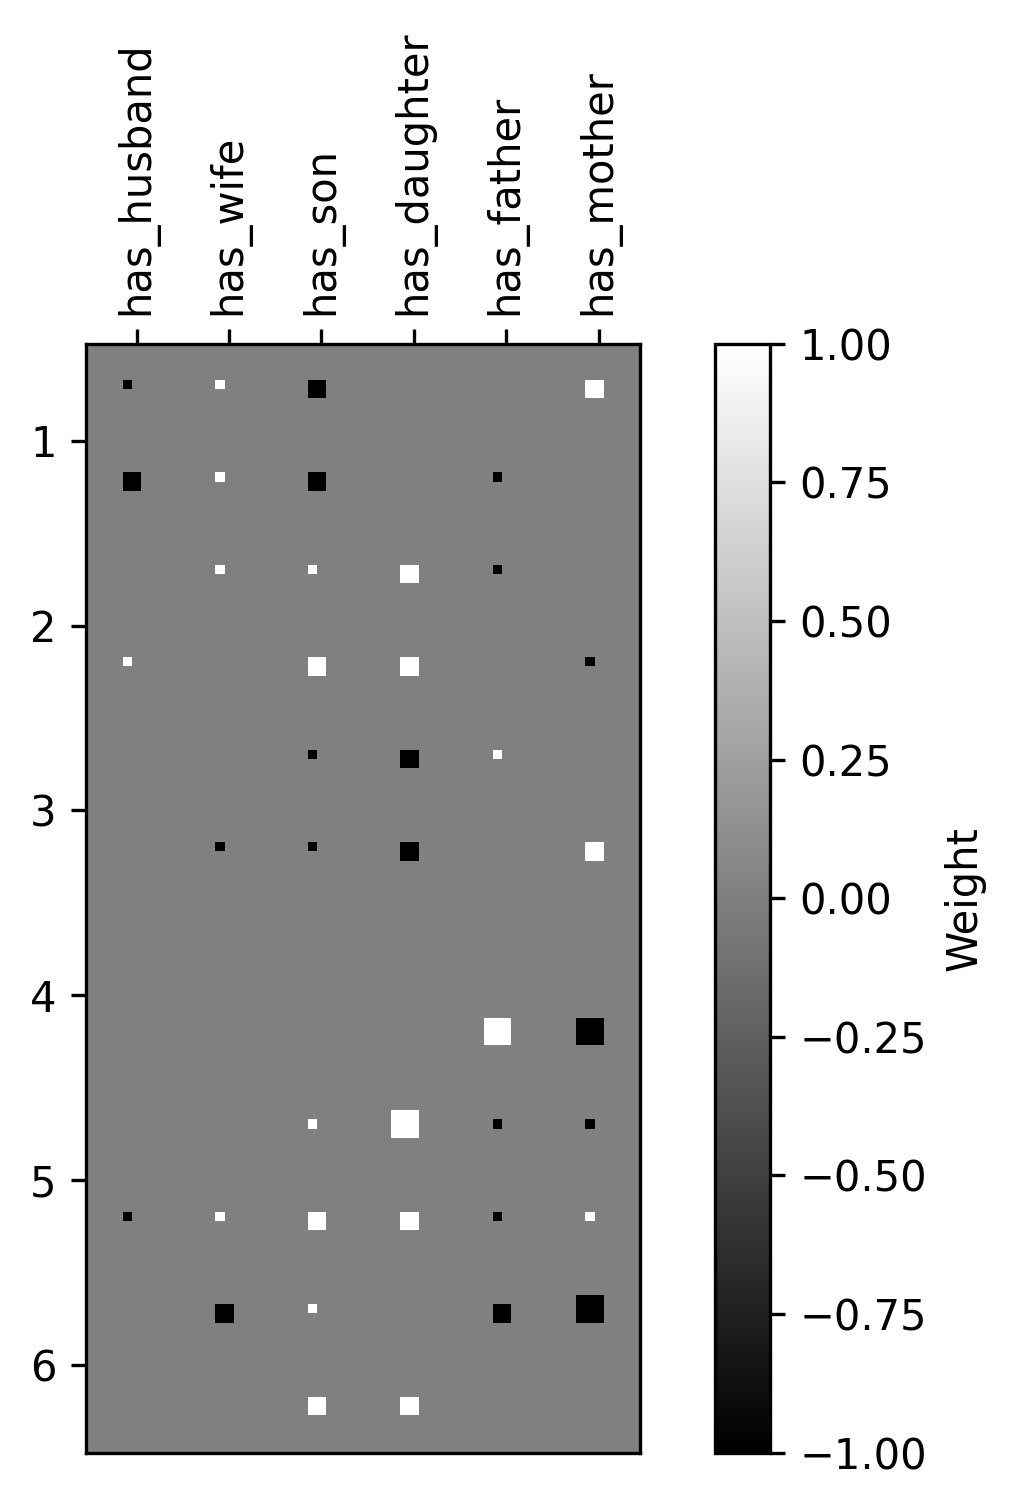 has_husband
has_wife
has_son
has_daughter
has_father
has_mother
1
2
3
4
5
6
1.00
0.75
0.50
0.25
0.00
−0.25
−0.50
−0.75
−1.00
Weight